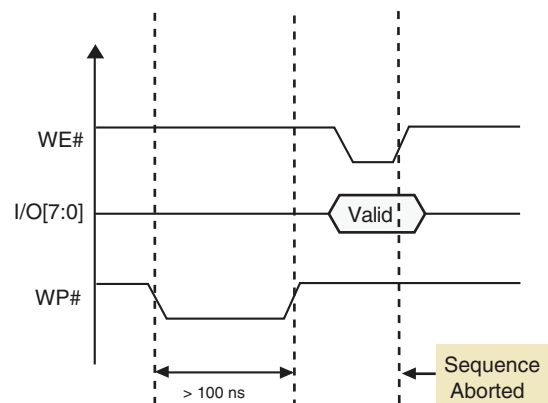 WE#
I/O[7:0]
Valid
WP#
> 100 ns
Sequence
Aborted